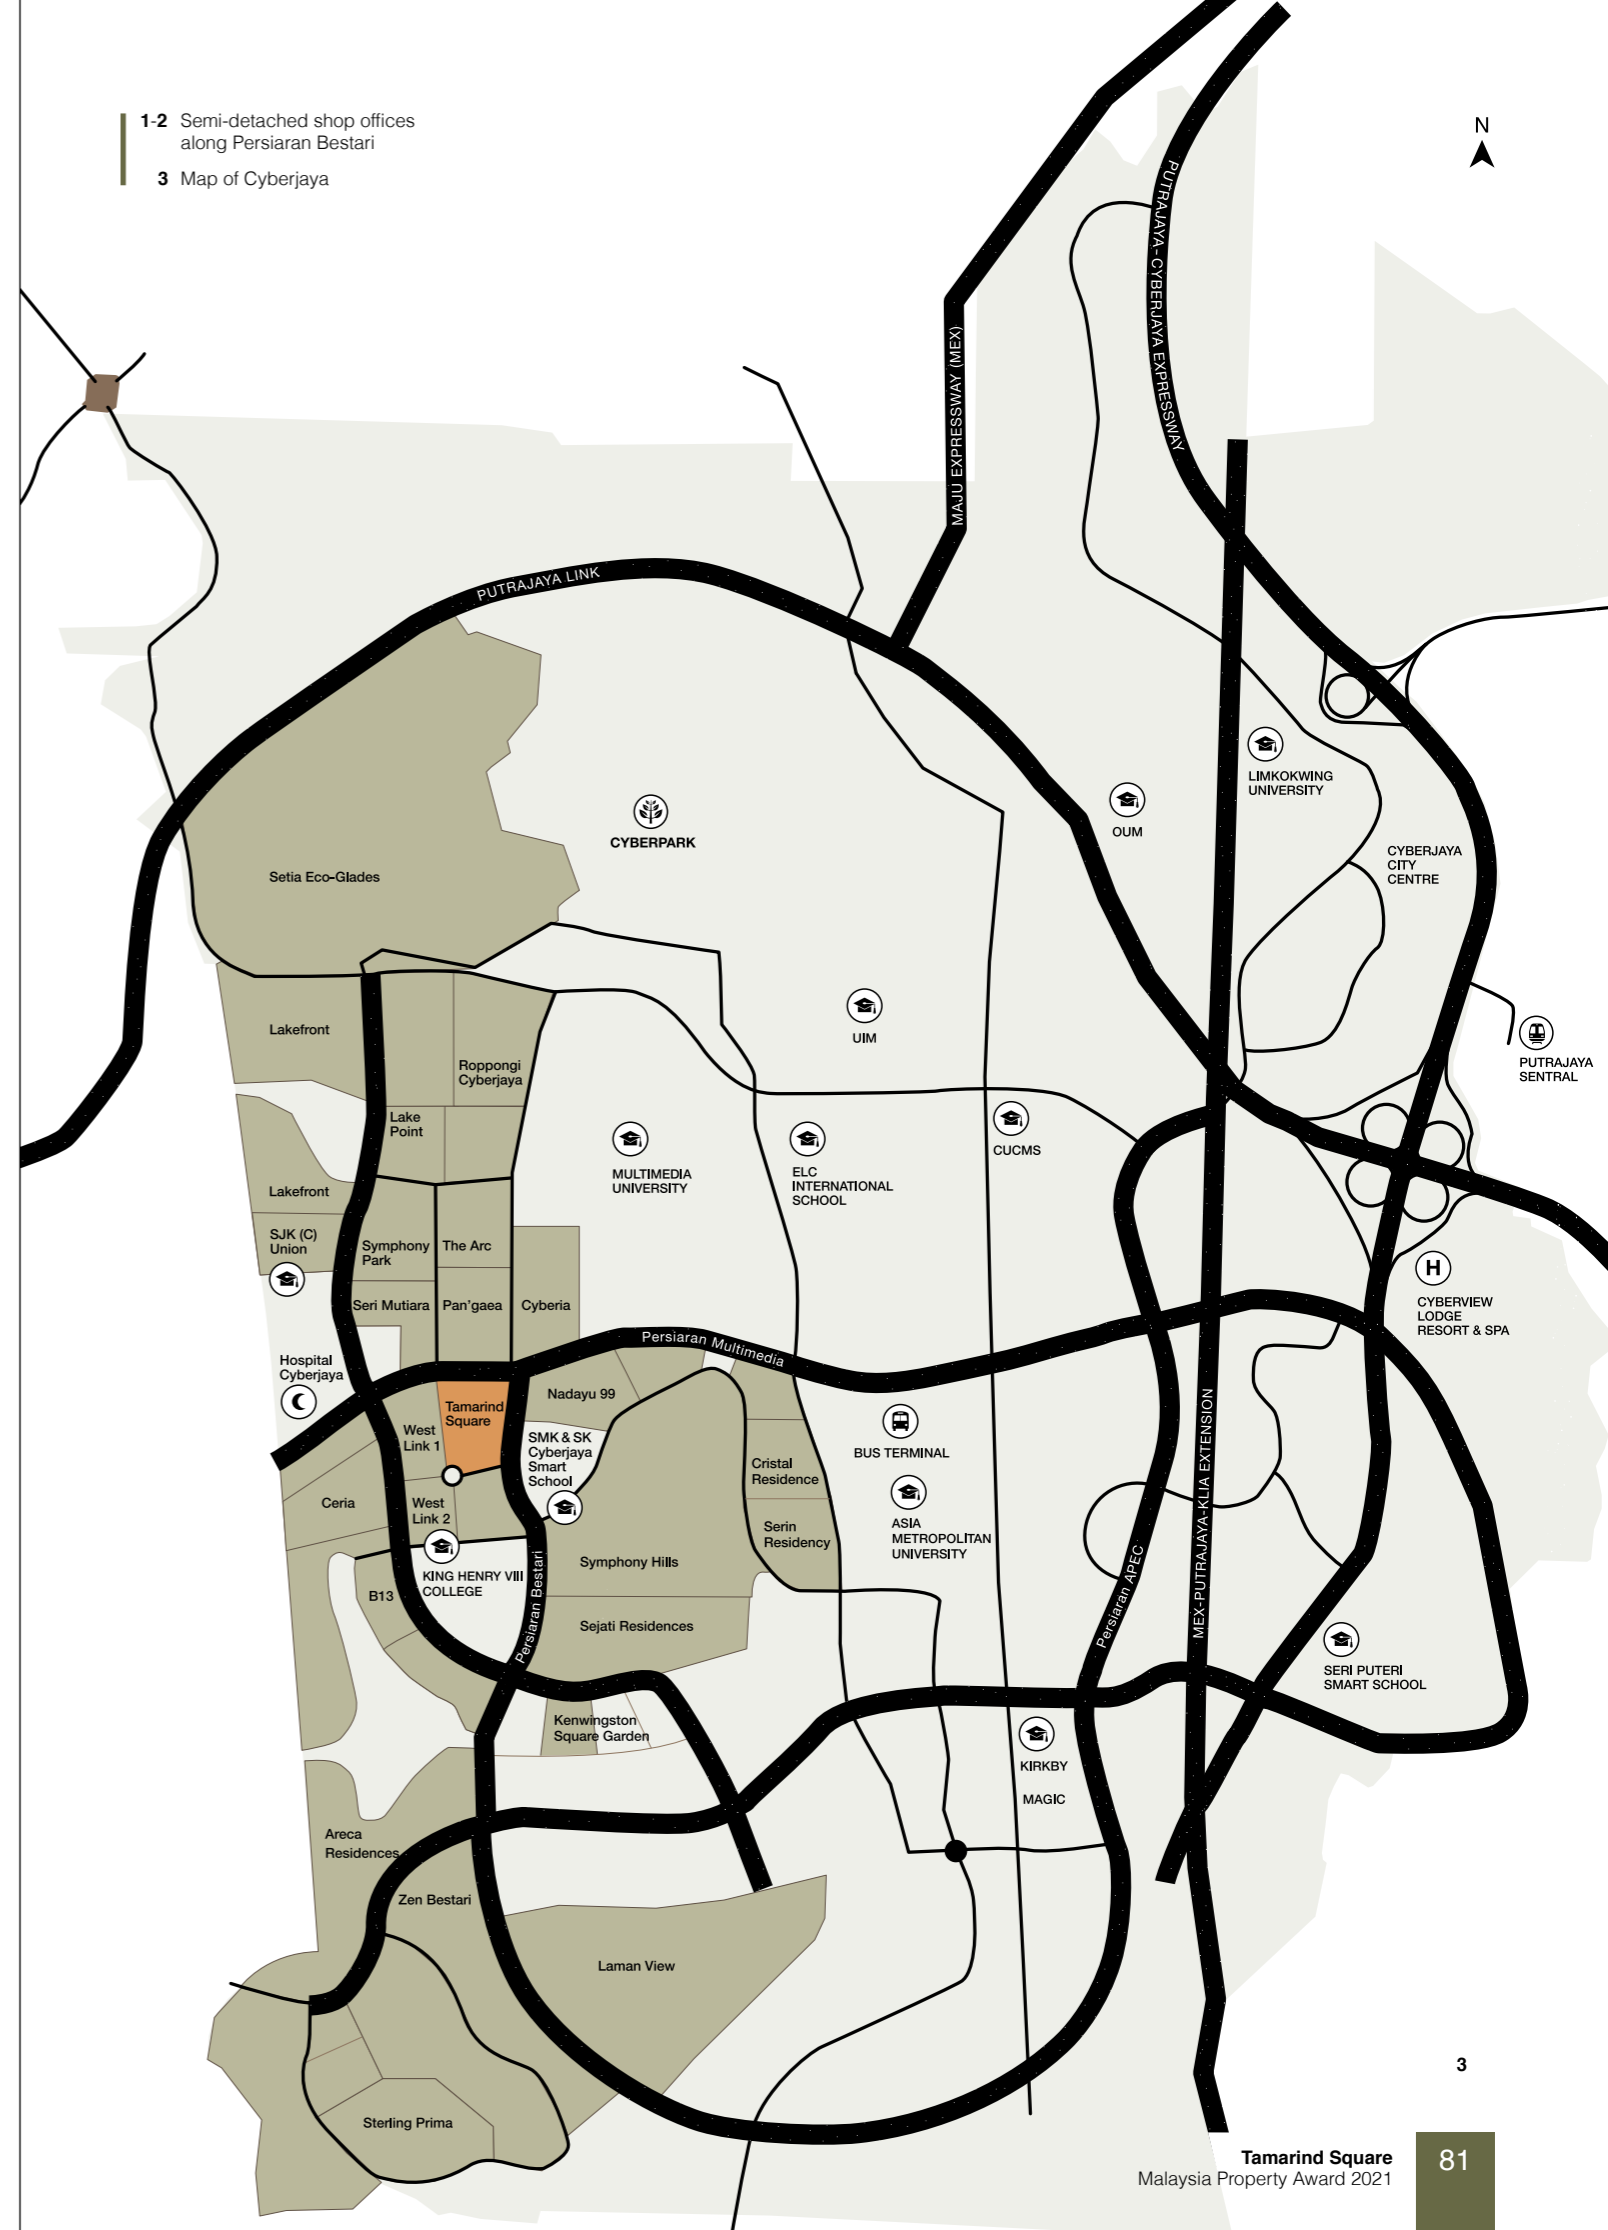 1-2 Semi-detached shop offices
along Persiaran Bestari
3 Map of Cyberjaya
N
PUTRAJAYA-CYBERJAYA EXPRESSWAY
MAJU EXPRESSWAY (MEX)
PUTRAJAYA LINK
LIMKOKWING
UNIVERSITY
OUM
CYBERPARK
CYBERJAYA
CITY
CENTRE
Setia Eco-Glades
Lakefront
UIM
PUTRAJAYA
SENTRAL
Roppongi
Cyberjaya
Lake
Point
CUCMS
MULTIMEDIA
UNIVERSITY
ELC
INTERNATIONAL
SCHOOL
Lakefront
SJK (C)
Union
Symphony
Park
The Arc
H
CYBERVIEW
LODGE
RESORT & SPA
Seri Mutiara
Pan'gaea
Cyberia
Persiaran Multimedia
Hospital
Cyberjaya
Nadayu 99
Tamarind
Square
West
Link 1
SMK & SK
Cyberjaya
Smart
School
BUS TERMINAL
MEX-PUTRAJAYA-KLIA EXTENSION
Cristal
Residence
Ceria
West
Link 2
ASIA
METROPOLITAN
UNIVERSITY
Serin
Residency
Symphony Hills
KING HENRY VIII
COLLEGE
B13
Persiaran Bestari
Persiaran APEC
Sejati Residences
SERI PUTERI
SMART SCHOOL
Kenwingston
Square Garden
KIRKBY
MAGIC
Areca
Residences
Zen Bestari
Laman View
Sterling Prima
3
Tamarind Square
Malaysia Property Award 2021
81